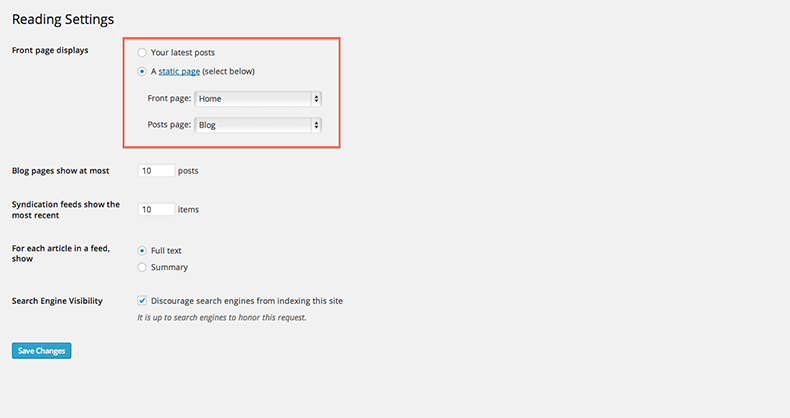 Reading Settings
Front page displays
Your latest posts
A static page (select below)
Front page: Home
Posts page: Blog
Blog pages show at most 10 posts
Syndication feeds show the
most recent
10 items
For each article in a feed,
show
Full text
Summary
Search Engine Visibility
Discourage search engines from indexing this site
It is up to search engines to honor this request.
Save Changes